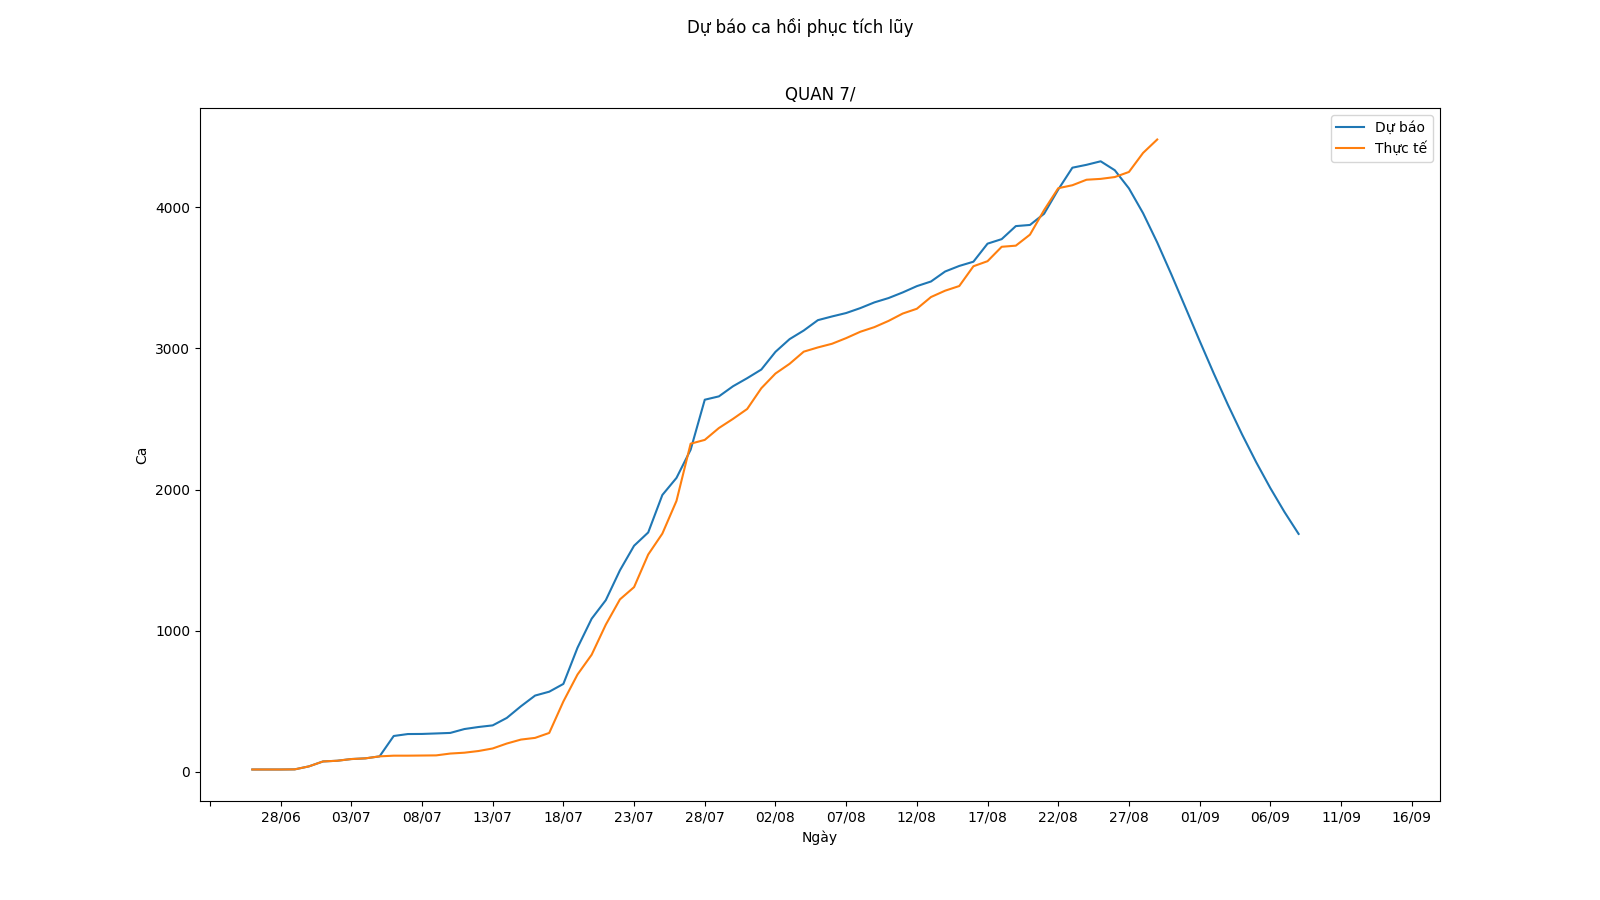 Dự báo ca hồi phục tích lũy
QUAN 7/
Dự báo
Thực tế
4000
3000
2000
1000
0
Ca
28/06 03/07 08/07 13/07 18/07 23/07 28/07 02/08 07/08 12/08 17/08 22/08 27/08 01/09 06/09 11/09 16/09
Ngày